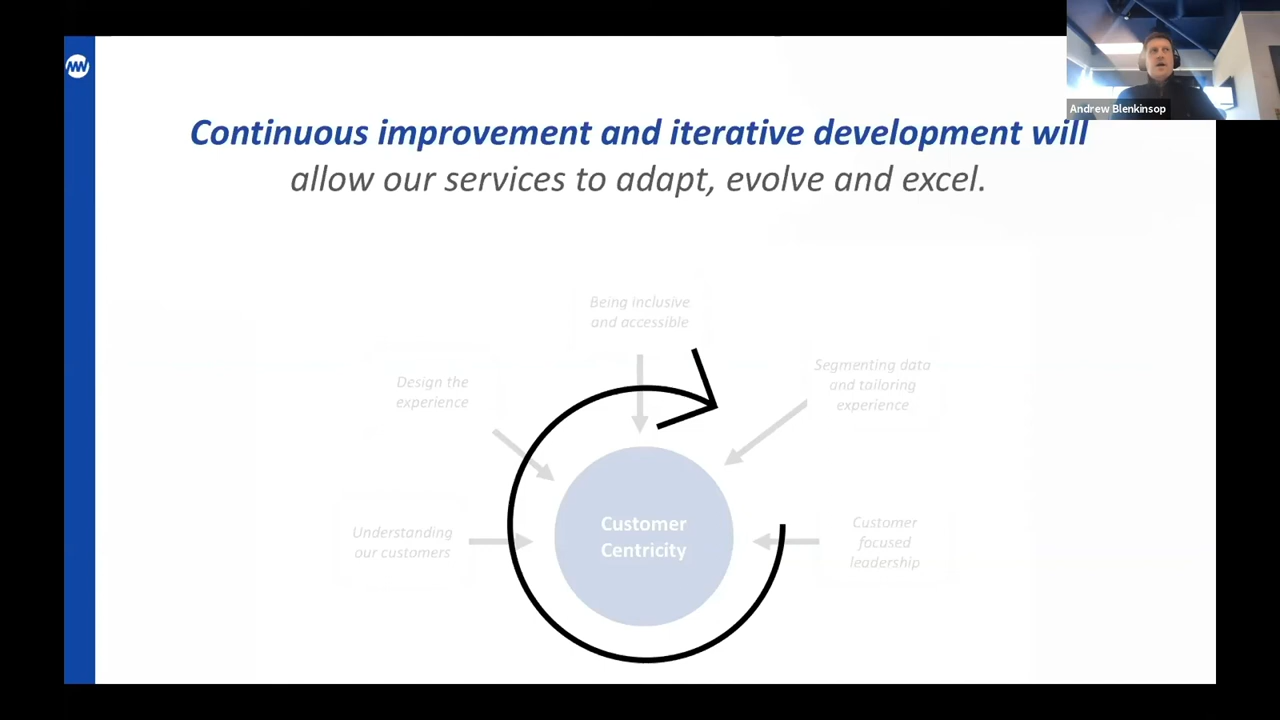 Andrew Blenkinsop
Continuous improvement and iterative development will
allow our services to adapt, evolve and excel.
Being inclusive
and accessible
Segmenting data
and tailoring
experience
Design the
experience
Customer
Centricity
Understanding
our customers
Customer
focused
leadership